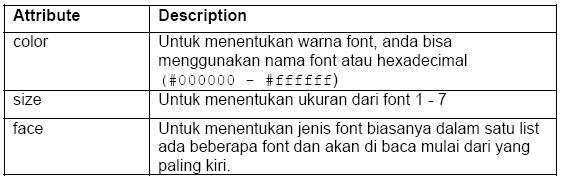 Attribute Description
color Untuk menentukan warna font, anda bisa
menggunakan nama font atau hexadecimal
(#000000 – #ffffff)
size Untuk menentukan ukuran dari font 1 - 7
face Untuk menentukan jenis font biasanya dalam satu list
ada beberapa font dan akan di baca mulai dari yang
paling kiri.